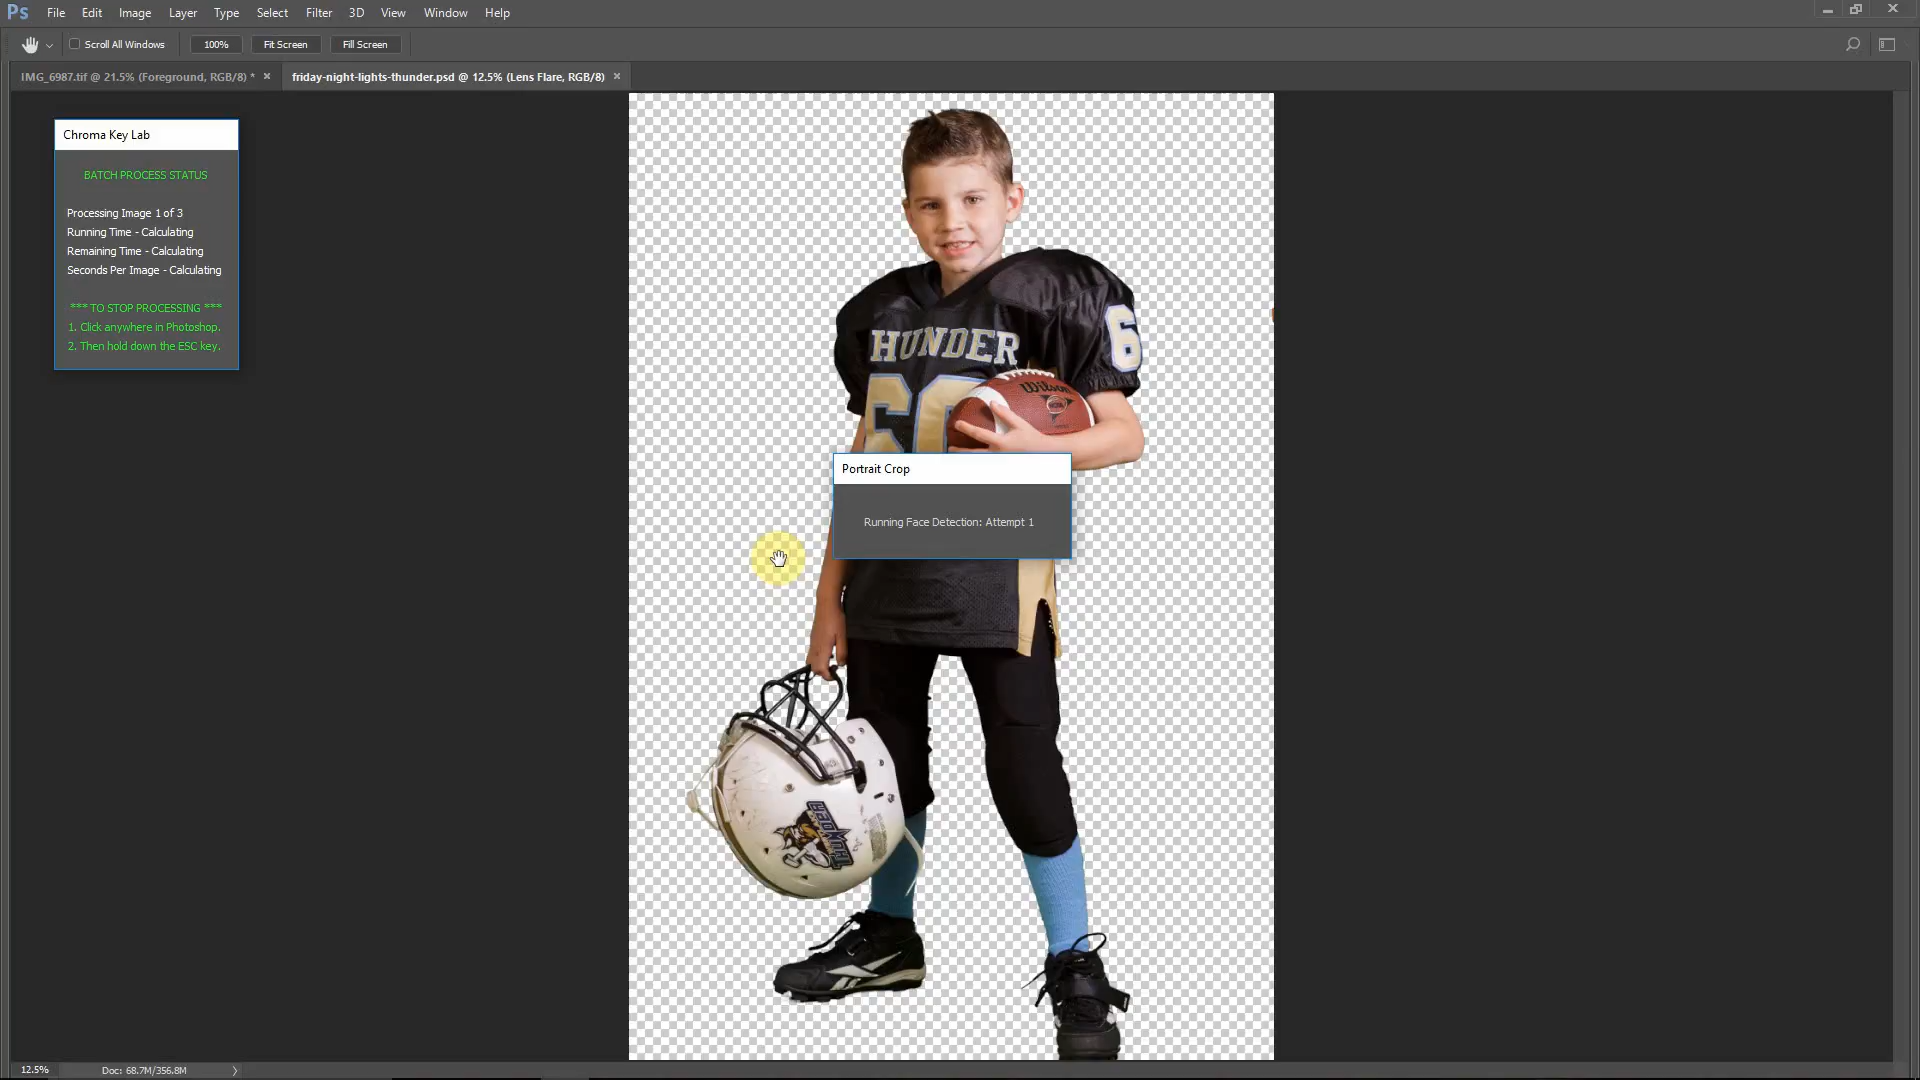 Ps File Edit Image Layer Type Select Filter 3D View Window Help
Scroll All Windows 100% Fit Screen Fill Screen
IMG_6987.tif @ 21.5% (Foreground, RGB/8) * × friday-night-lights-thunder.psd @ 12.5% (Lens Flare, RGB/8) ×
Chroma Key Lab
BATCH PROCESS STATUS
Processing Image 1 of 3
Running Time - Calculating
Remaining Time - Calculating
Seconds Per Image - Calculating
*** TO STOP PROCESSING ***
1. Click anywhere in Photoshop.
2. Then hold down the ESC key.
HUNDER
6
60
Wilson
Portrait Crop
Running Face Detection: Attempt 1
THUNDER
12.5% Doc: 68.7M/356.8M